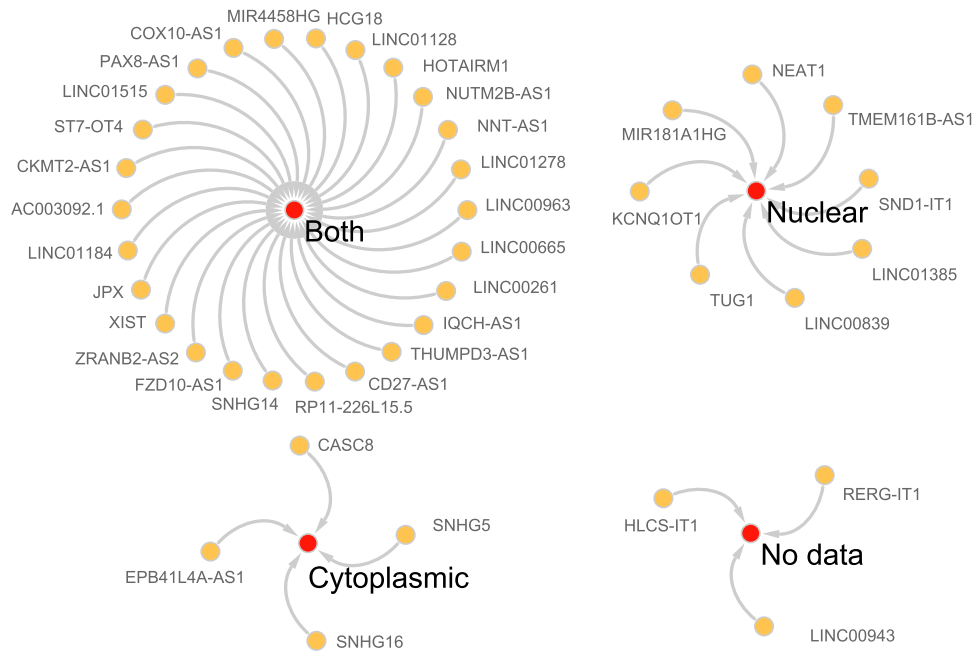 MIR4458HG
HCG18
COX10-AS1
LINC01128
PAX8-AS1
HOTAIRM1
LINC01515
NUTM2B-AS1
ST7-OT4
NNT-AS1
CKMT2-AS1
LINC01278
AC003092.1
LINC00963
Both
LINC01184
LINC00665
JPX
LINC00261
XIST
IQCH-AS1
ZRANB2-AS2
THUMPD3-AS1
FZD10-AS1
CD27-AS1
SNHG14
RP11-226L15.5
NEAT1
TMEM161B-AS1
MIR181A1HG
SND1-IT1
KCNQ1OT1
Nuclear
LINC01385
TUG1
LINC00839
CASC8
SNHG5
EPB41L4A-AS1
Cytoplasmic
SNHG16
RERG-IT1
HLCS-IT1
No data
LINC00943